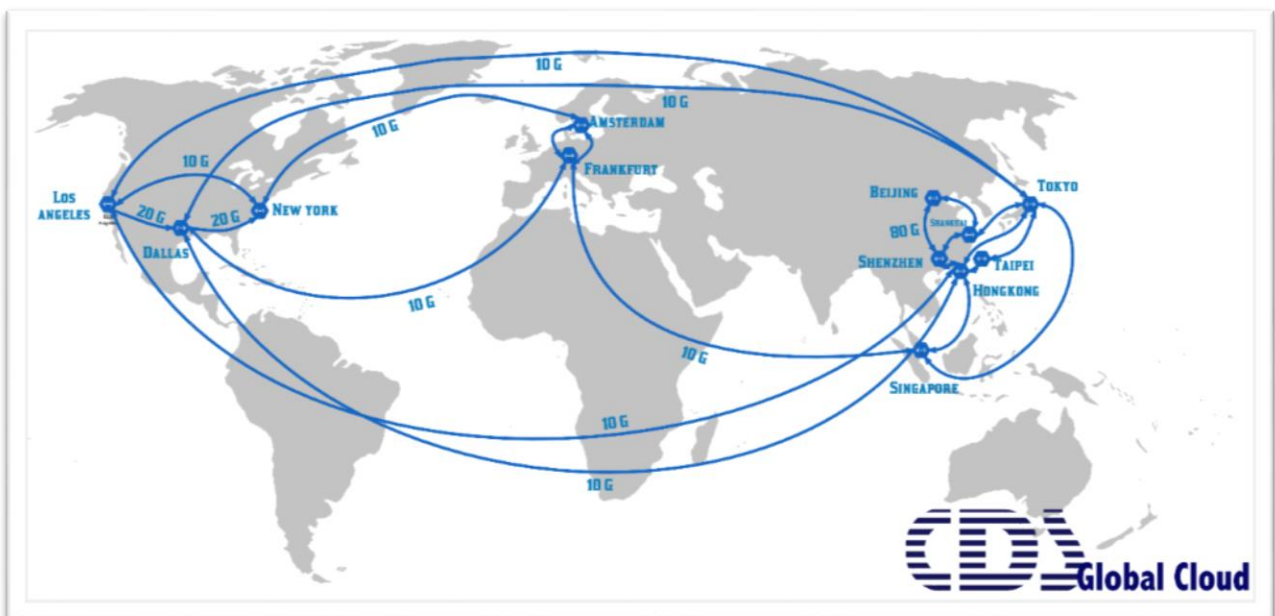 10 G
10 G
10 G
AMSTERDAM
10 G
FRANKFURT
LOS
ANGELES
20 G
20 G
NEW YORK
DALLAS
BEIJING
TOKYO
SHANGHAI
80 G
SHENZHEN
TAIPEI
HONGKONG
10 G
10 G
SINGAPORE
10 G
10 G
CDS
Global Cloud